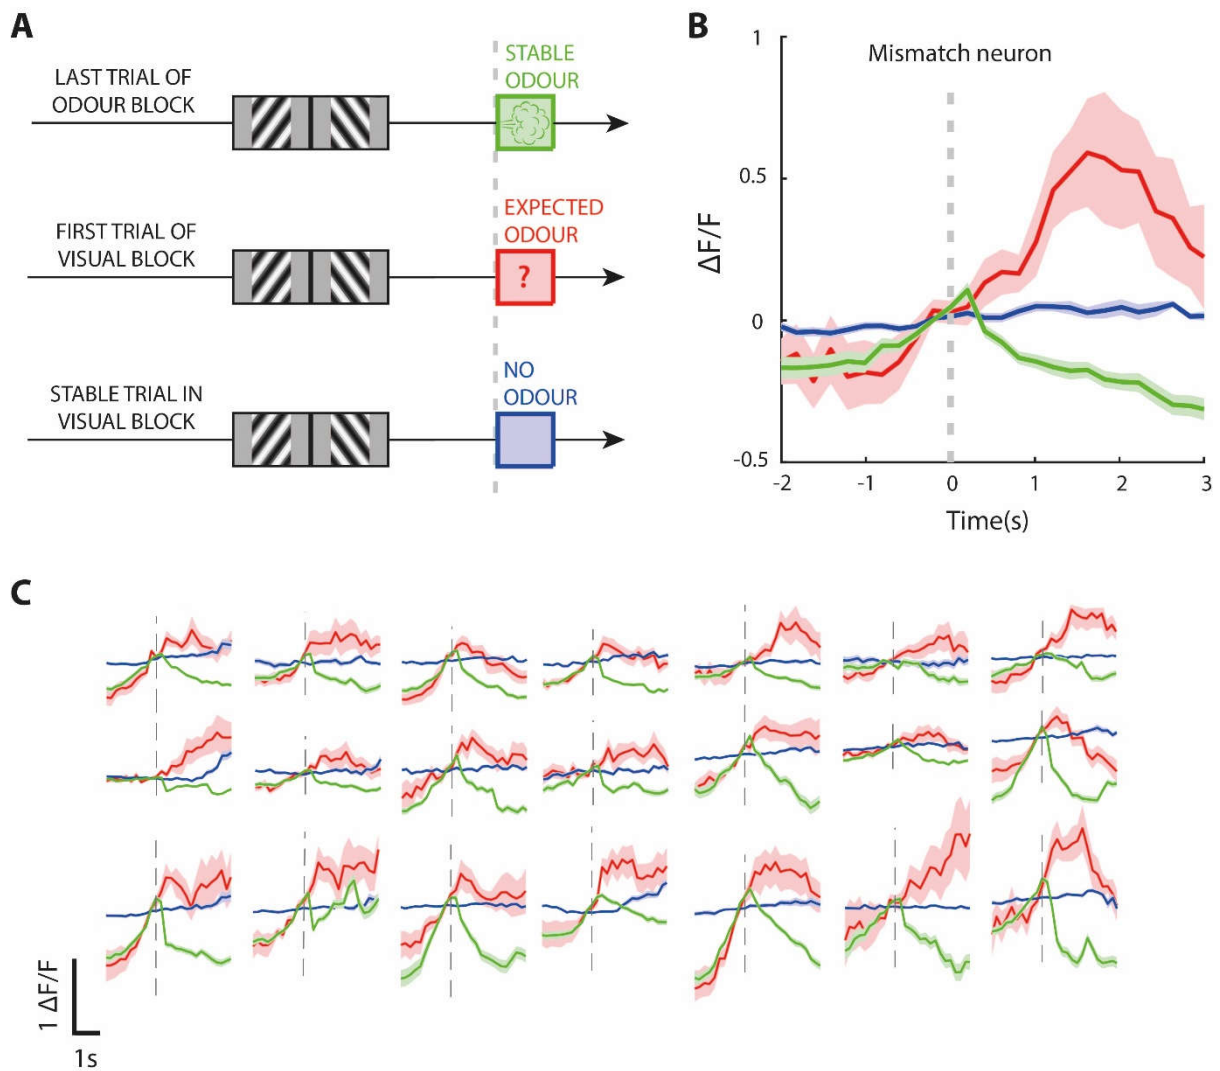 A
LAST TRIAL OF
ODOUR BLOCK
STABLE
ODOUR
FIRST TRIAL OF
VISUAL BLOCK
EXPECTED
ODOUR
?
STABLE TRIAL IN
VISUAL BLOCK
NO
ODOUR
B
Mismatch neuron
1
0.5
0
-0.5
ΔF/F
-2 -1 0 1 2 3
Time(s)
C
1 ΔF/F
1s